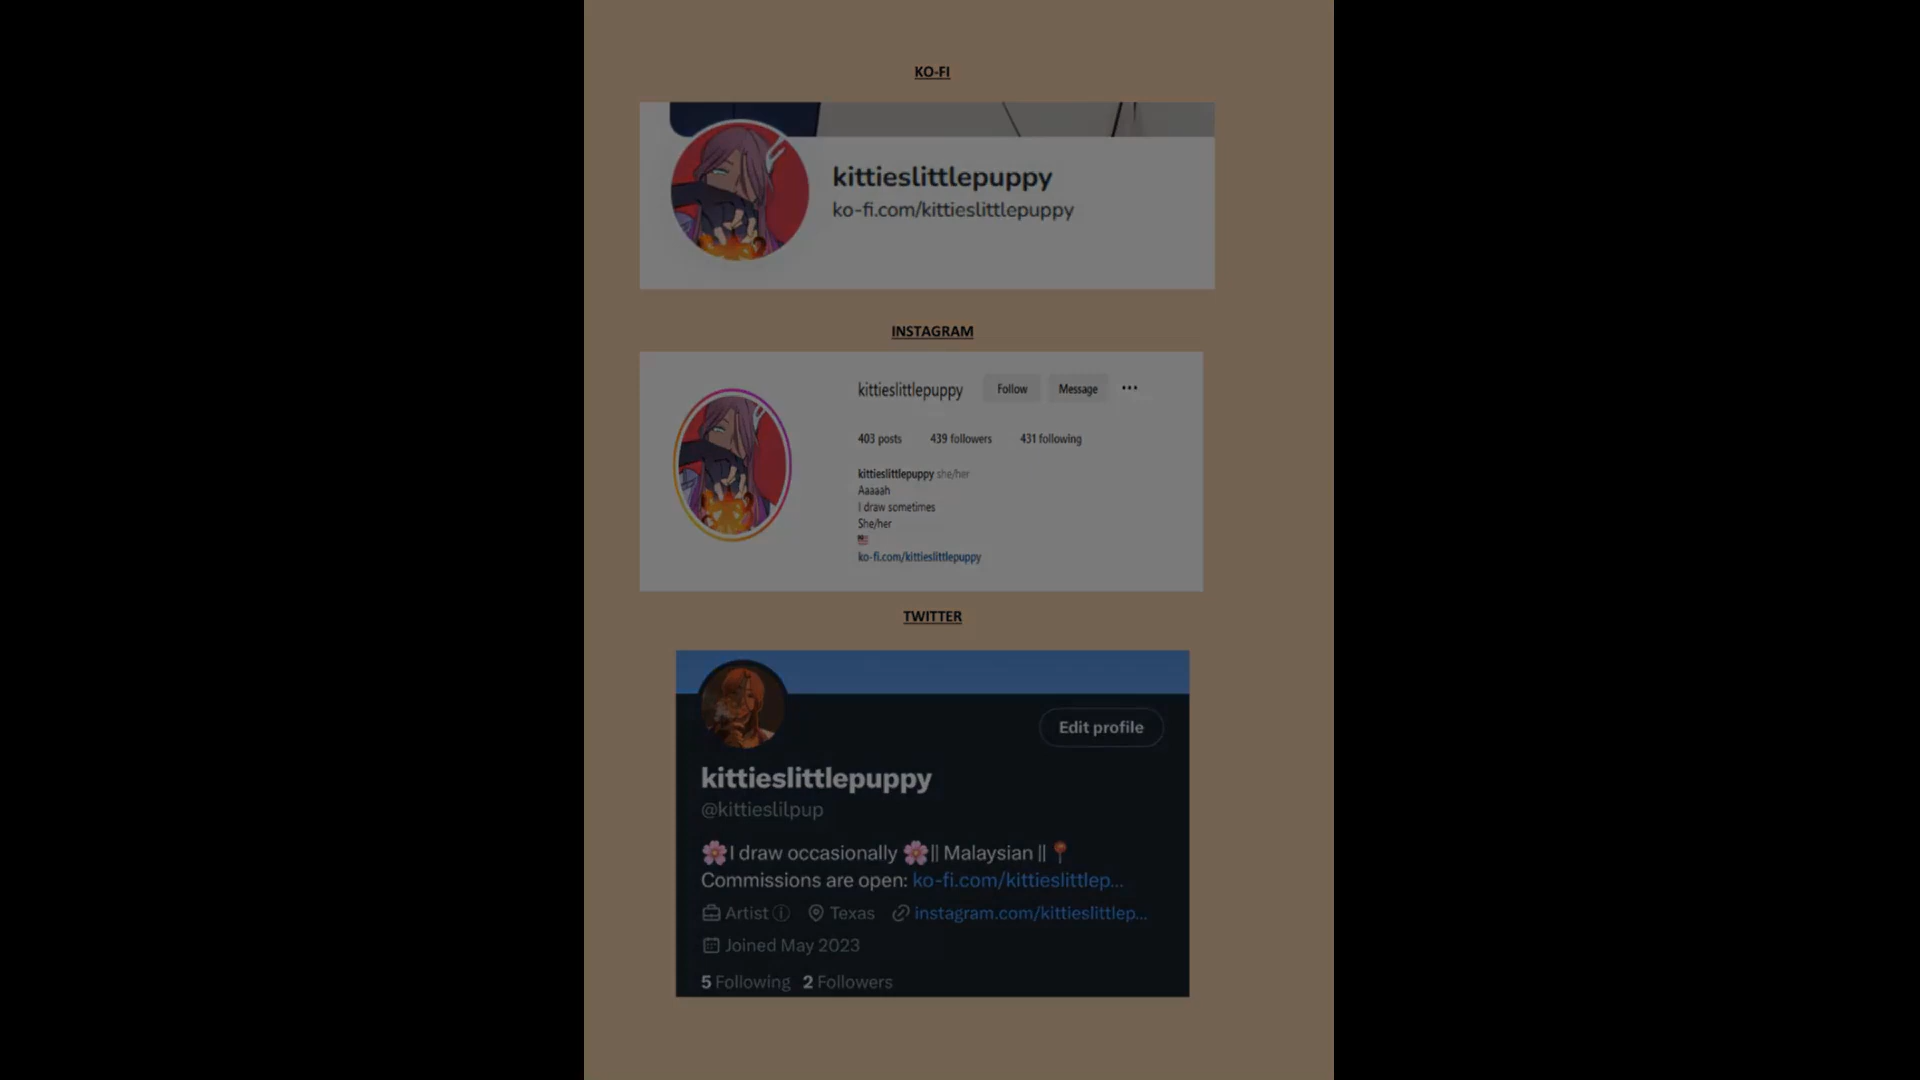 KO-FI
kittieslittlepuppy
ko-fi.com/kittieslittlepuppy
INSTAGRAM
kittieslittlepuppy Follow Message •••
403 posts 439 followers 431 following
kittieslittlepuppy she/her
Aaaaah
I draw sometimes
She/her
🇲🇾
ko-fi.com/kittieslittlepuppy
TWITTER
Edit profile
kittieslittlepuppy
@kittieslilpup
🌸I draw occasionally 🌸|| Malaysian ||📍
Commissions are open: ko-fi.com/kittieslittlep...
Artist Texas instagram.com/kittieslittlep...
Joined May 2023
5 Following 2 Followers